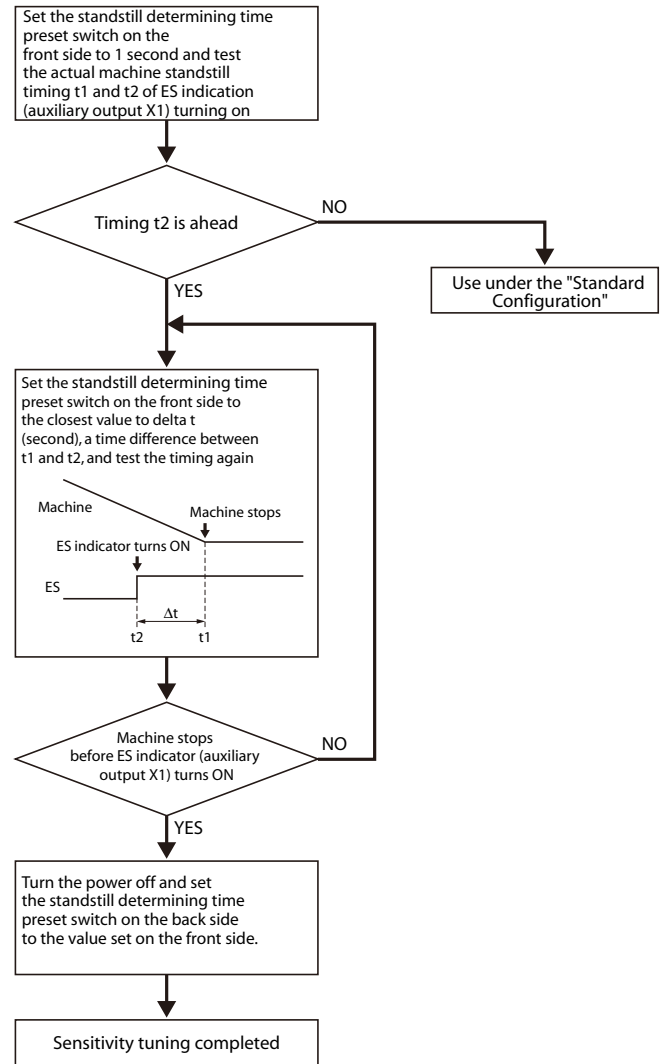 Set the standstill determining time
preset switch on the
front side to 1 second and test
the actual machine standstill
timing t1 and t2 of ES indication
(auxiliary output X1) turning on
Timing t2 is ahead
NO
Use under the "Standard
Configuration"
YES
Set the standstill determining time
preset switch on the front side to
the closest value to delta t
(second), a time difference between
t1 and t2, and test the timing again
Machine
Machine stops
ES indicator turns ON
ES
Δt
t2
t1
Machine stops
before ES indicator (auxiliary
output X1) turns ON
NO
YES
Turn the power off and set
the standstill determining time
preset switch on the back side
to the value set on the front side.
Sensitivity tuning completed